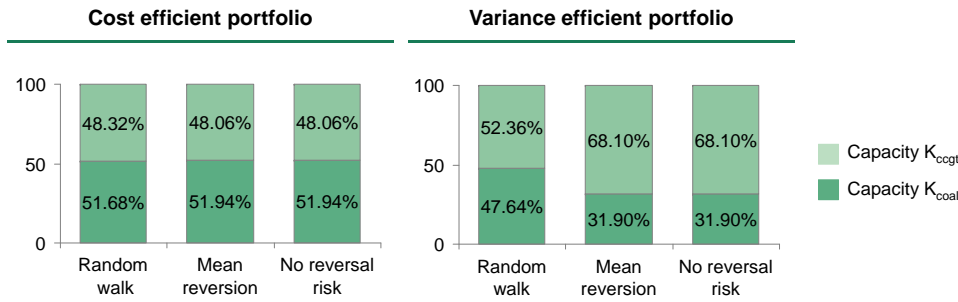 Cost efficient portfolio
100
50
0
48.32%
48.06%
48.06%
51.68%
51.94%
51.94%
Random walk
Mean reversion
No reversal risk
Variance efficient portfolio
100
50
0
52.36%
68.10%
68.10%
47.64%
31.90%
31.90%
Random walk
Mean reversion
No reversal risk
Capacity K_ccgt
Capacity K_coal